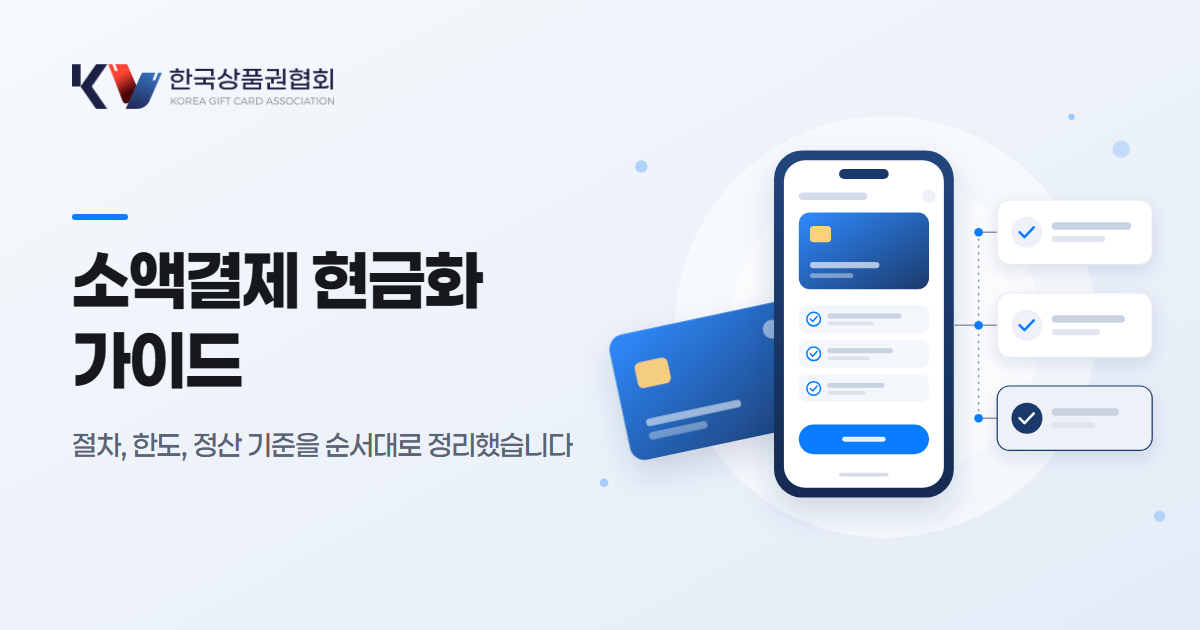 한국상품권협회
KOREA GIFT CARD ASSOCIATION
소액결제 현금화
가이드
절차, 한도, 정산 기준을 순서대로 정리했습니다